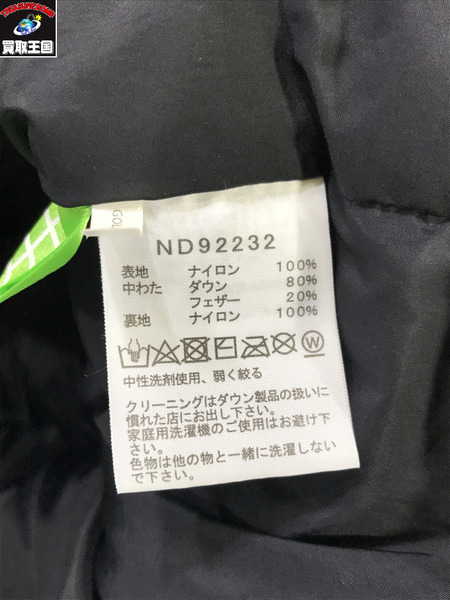 買取王国
GOL
ND92232
表地 ナイロン 100%
中わた ダウン 80%
フェザー 20%
裏地 ナイロン 100%
W
中性洗剤使用、弱く絞る
クリーニングはダウン製品の扱いに
慣れた店にお出し下さい。
家庭用洗濯機のご使用はお避け下
さい。
色物は他の物と一緒に洗濯しない
で下さい。